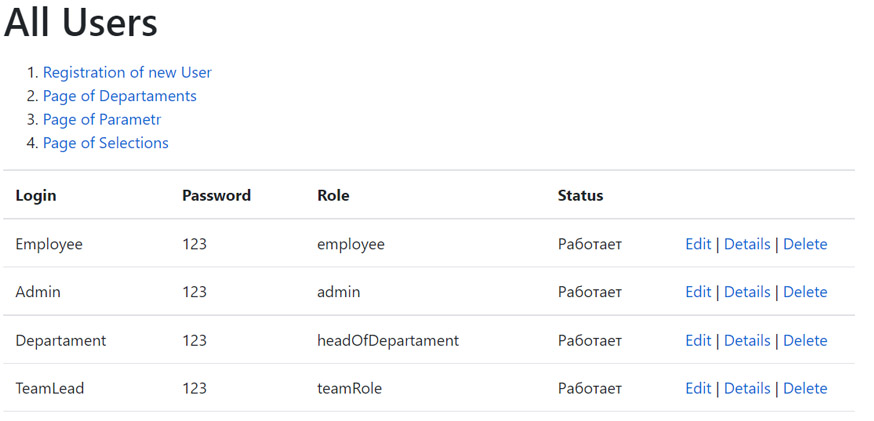 All Users
1. Registration of new User
2. Page of Departaments
3. Page of Parametr
4. Page of Selections
Login Password Role Status
Employee 123 employee Работает Edit | Details | Delete
Admin 123 admin Работает Edit | Details | Delete
Departament 123 headOfDepartament Работает Edit | Details | Delete
TeamLead 123 teamRole Работает Edit | Details | Delete